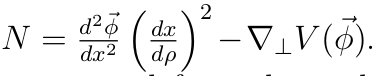 $N = \frac{d^2\vec{\phi}}{dx^2} \left( \frac{dx}{d\rho} \right)^2 - \nabla_{\perp} V(\vec{\phi}).$